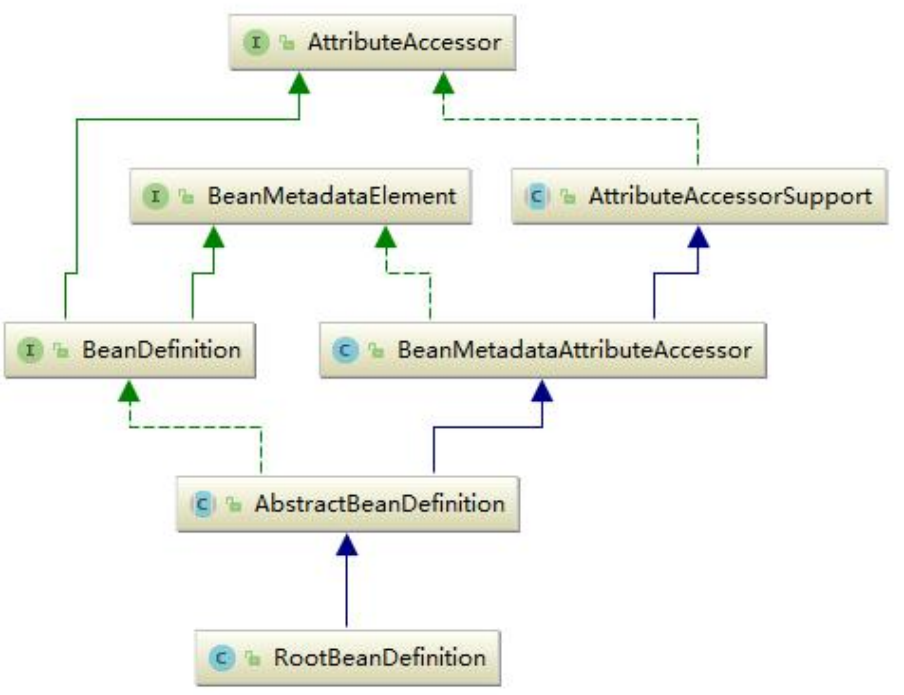 I AttributeAccessor
I BeanMetadataElement
C AttributeAccessorSupport
I BeanDefinition
C BeanMetadataAttributeAccessor
C AbstractBeanDefinition
C RootBeanDefinition